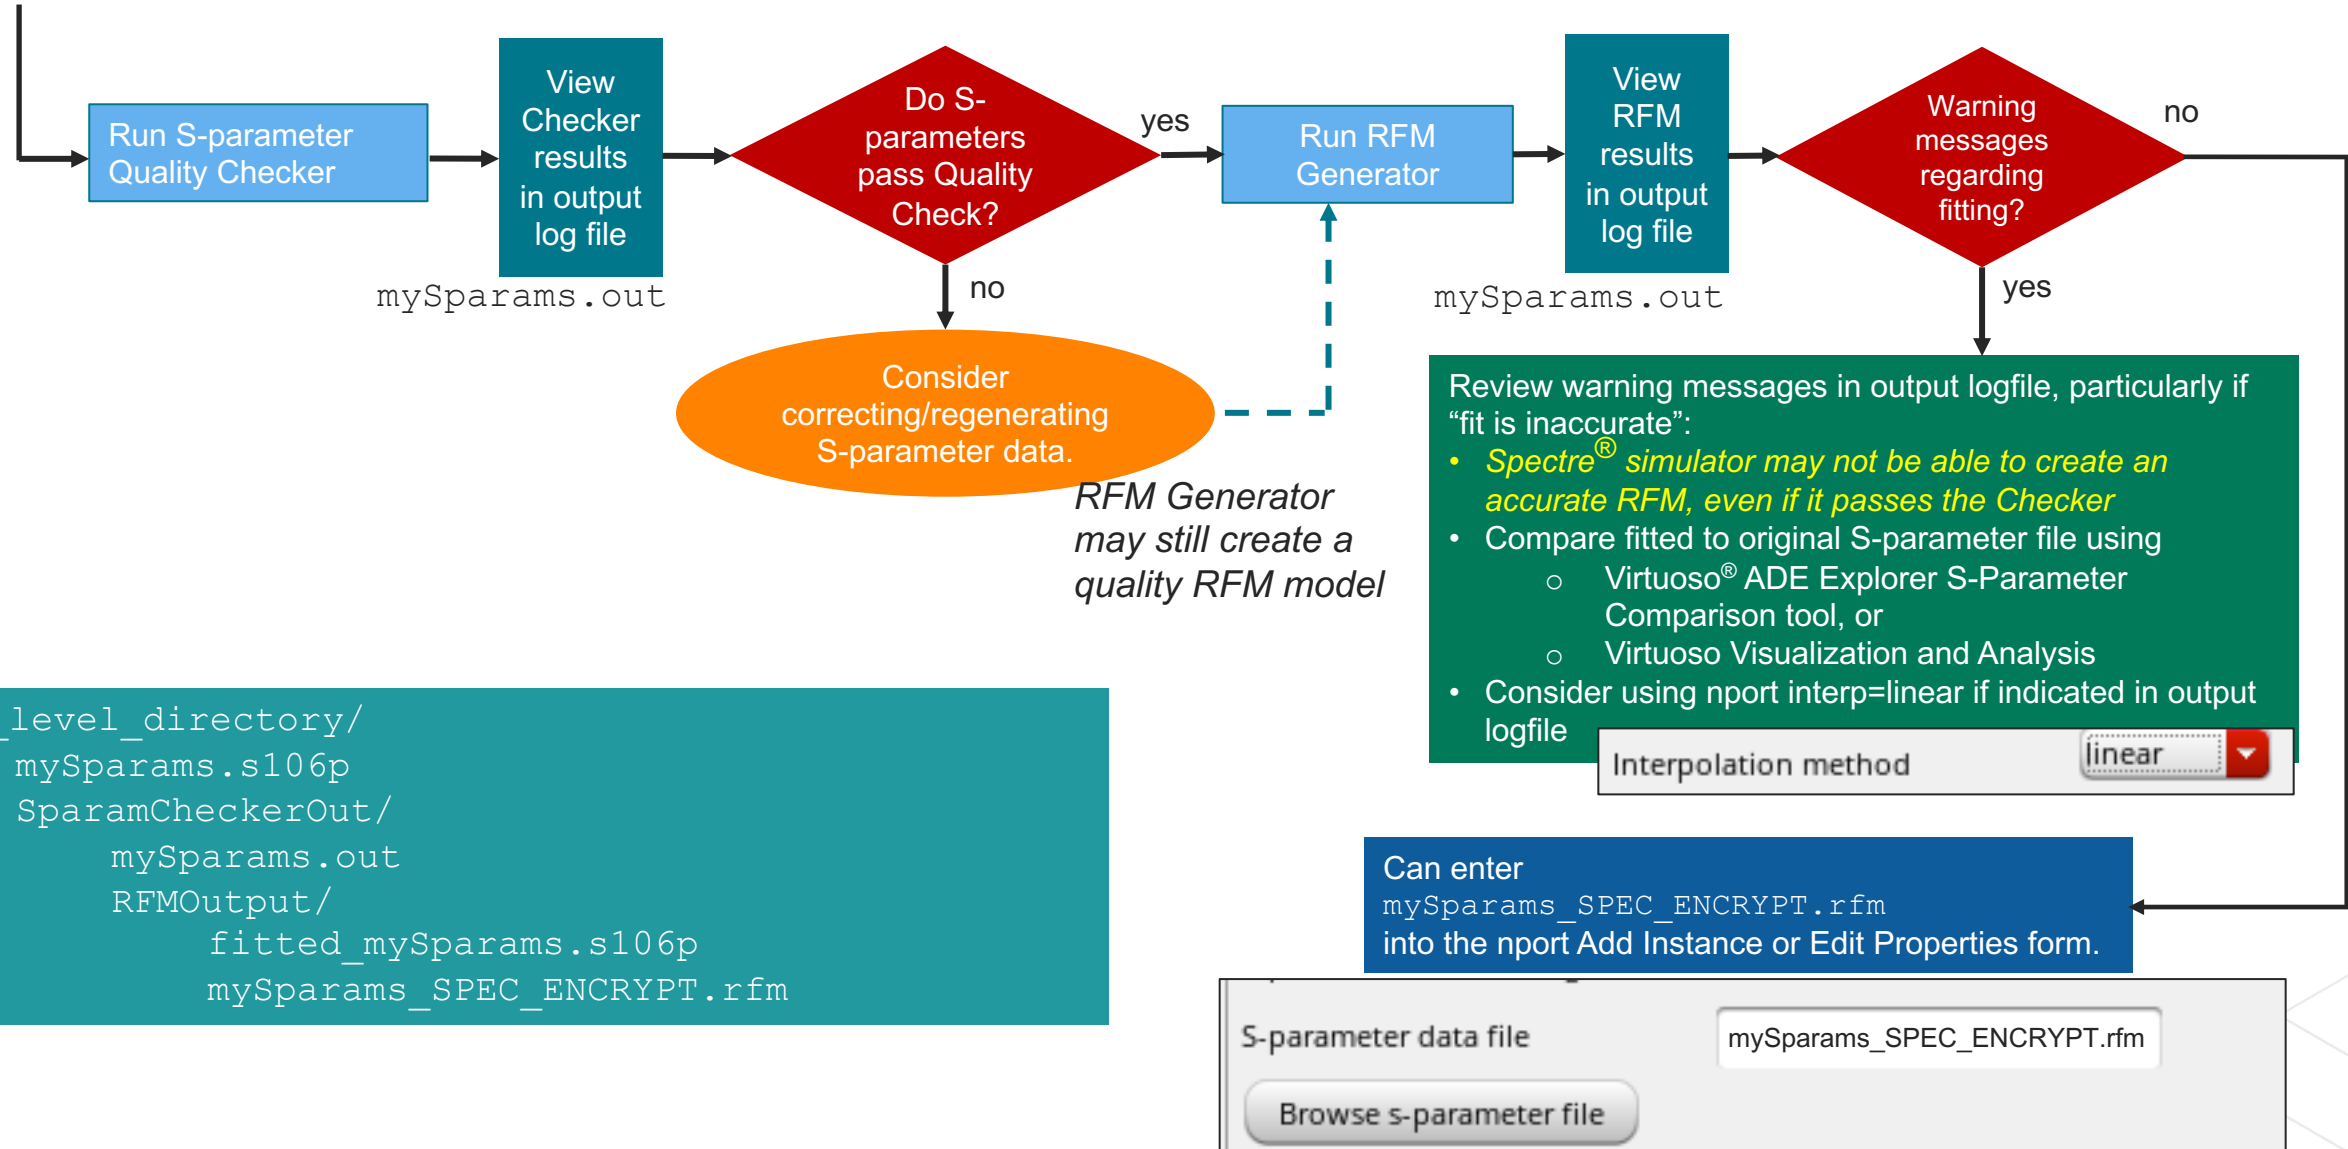 Run S-parameter
Quality Checker
View
Checker
results
in output
log file
mySparams.out
Do S-
parameters
pass Quality
Check?
yes
no
Consider
correcting/regenerating
S-parameter data.
RFM Generator
may still create a
quality RFM model
Run RFM
Generator
View
RFM
results
in output
log file
mySparams.out
Warning
messages
regarding
fitting?
no
yes
Review warning messages in output logfile, particularly if
“fit is inaccurate”:
• Spectre® simulator may not be able to create an
accurate RFM, even if it passes the Checker
• Compare fitted to original S-parameter file using
○ Virtuoso® ADE Explorer S-Parameter
Comparison tool, or
○ Virtuoso Visualization and Analysis
• Consider using nport interp=linear if indicated in output
logfile
Interpolation method linear
_level_directory/
mySparams.s106p
SparamCheckerOut/
mySparams.out
RFMOutput/
fitted_mySparams.s106p
mySparams_SPEC_ENCRYPT.rfm
Can enter
mySparams_SPEC_ENCRYPT.rfm
into the nport Add Instance or Edit Properties form.
S-parameter data file mySparams_SPEC_ENCRYPT.rfm
Browse s-parameter file